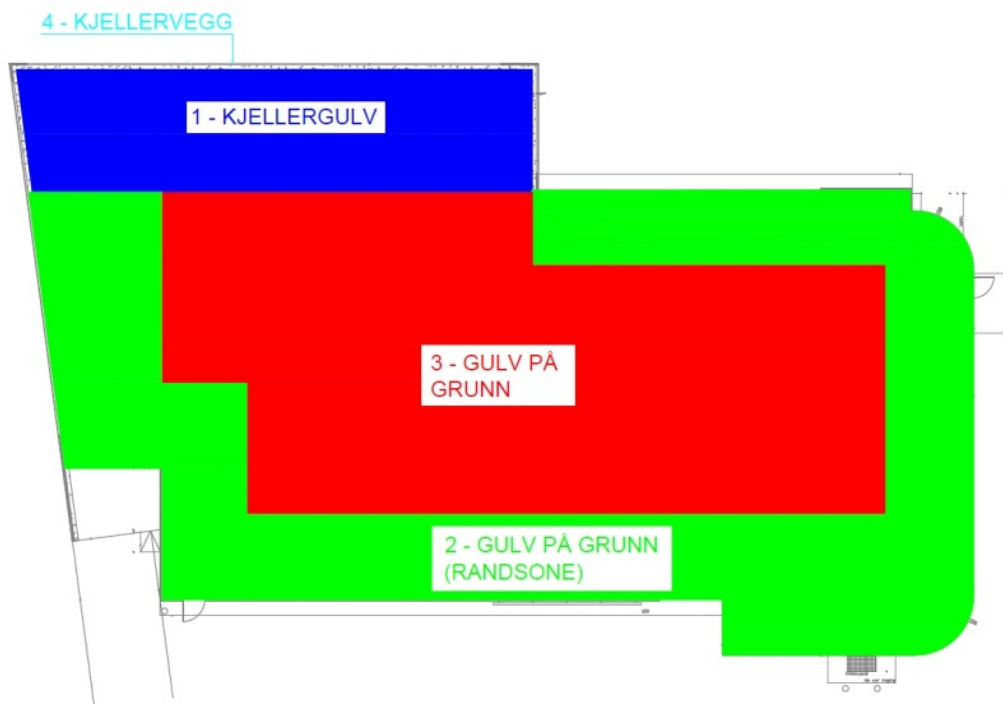 4 - KJELLERVEGG
1 - KJELLERGULV
3 - GULV PÅ
GRUNN
2 - GULV PÅ GRUNN
(RANDSONE)